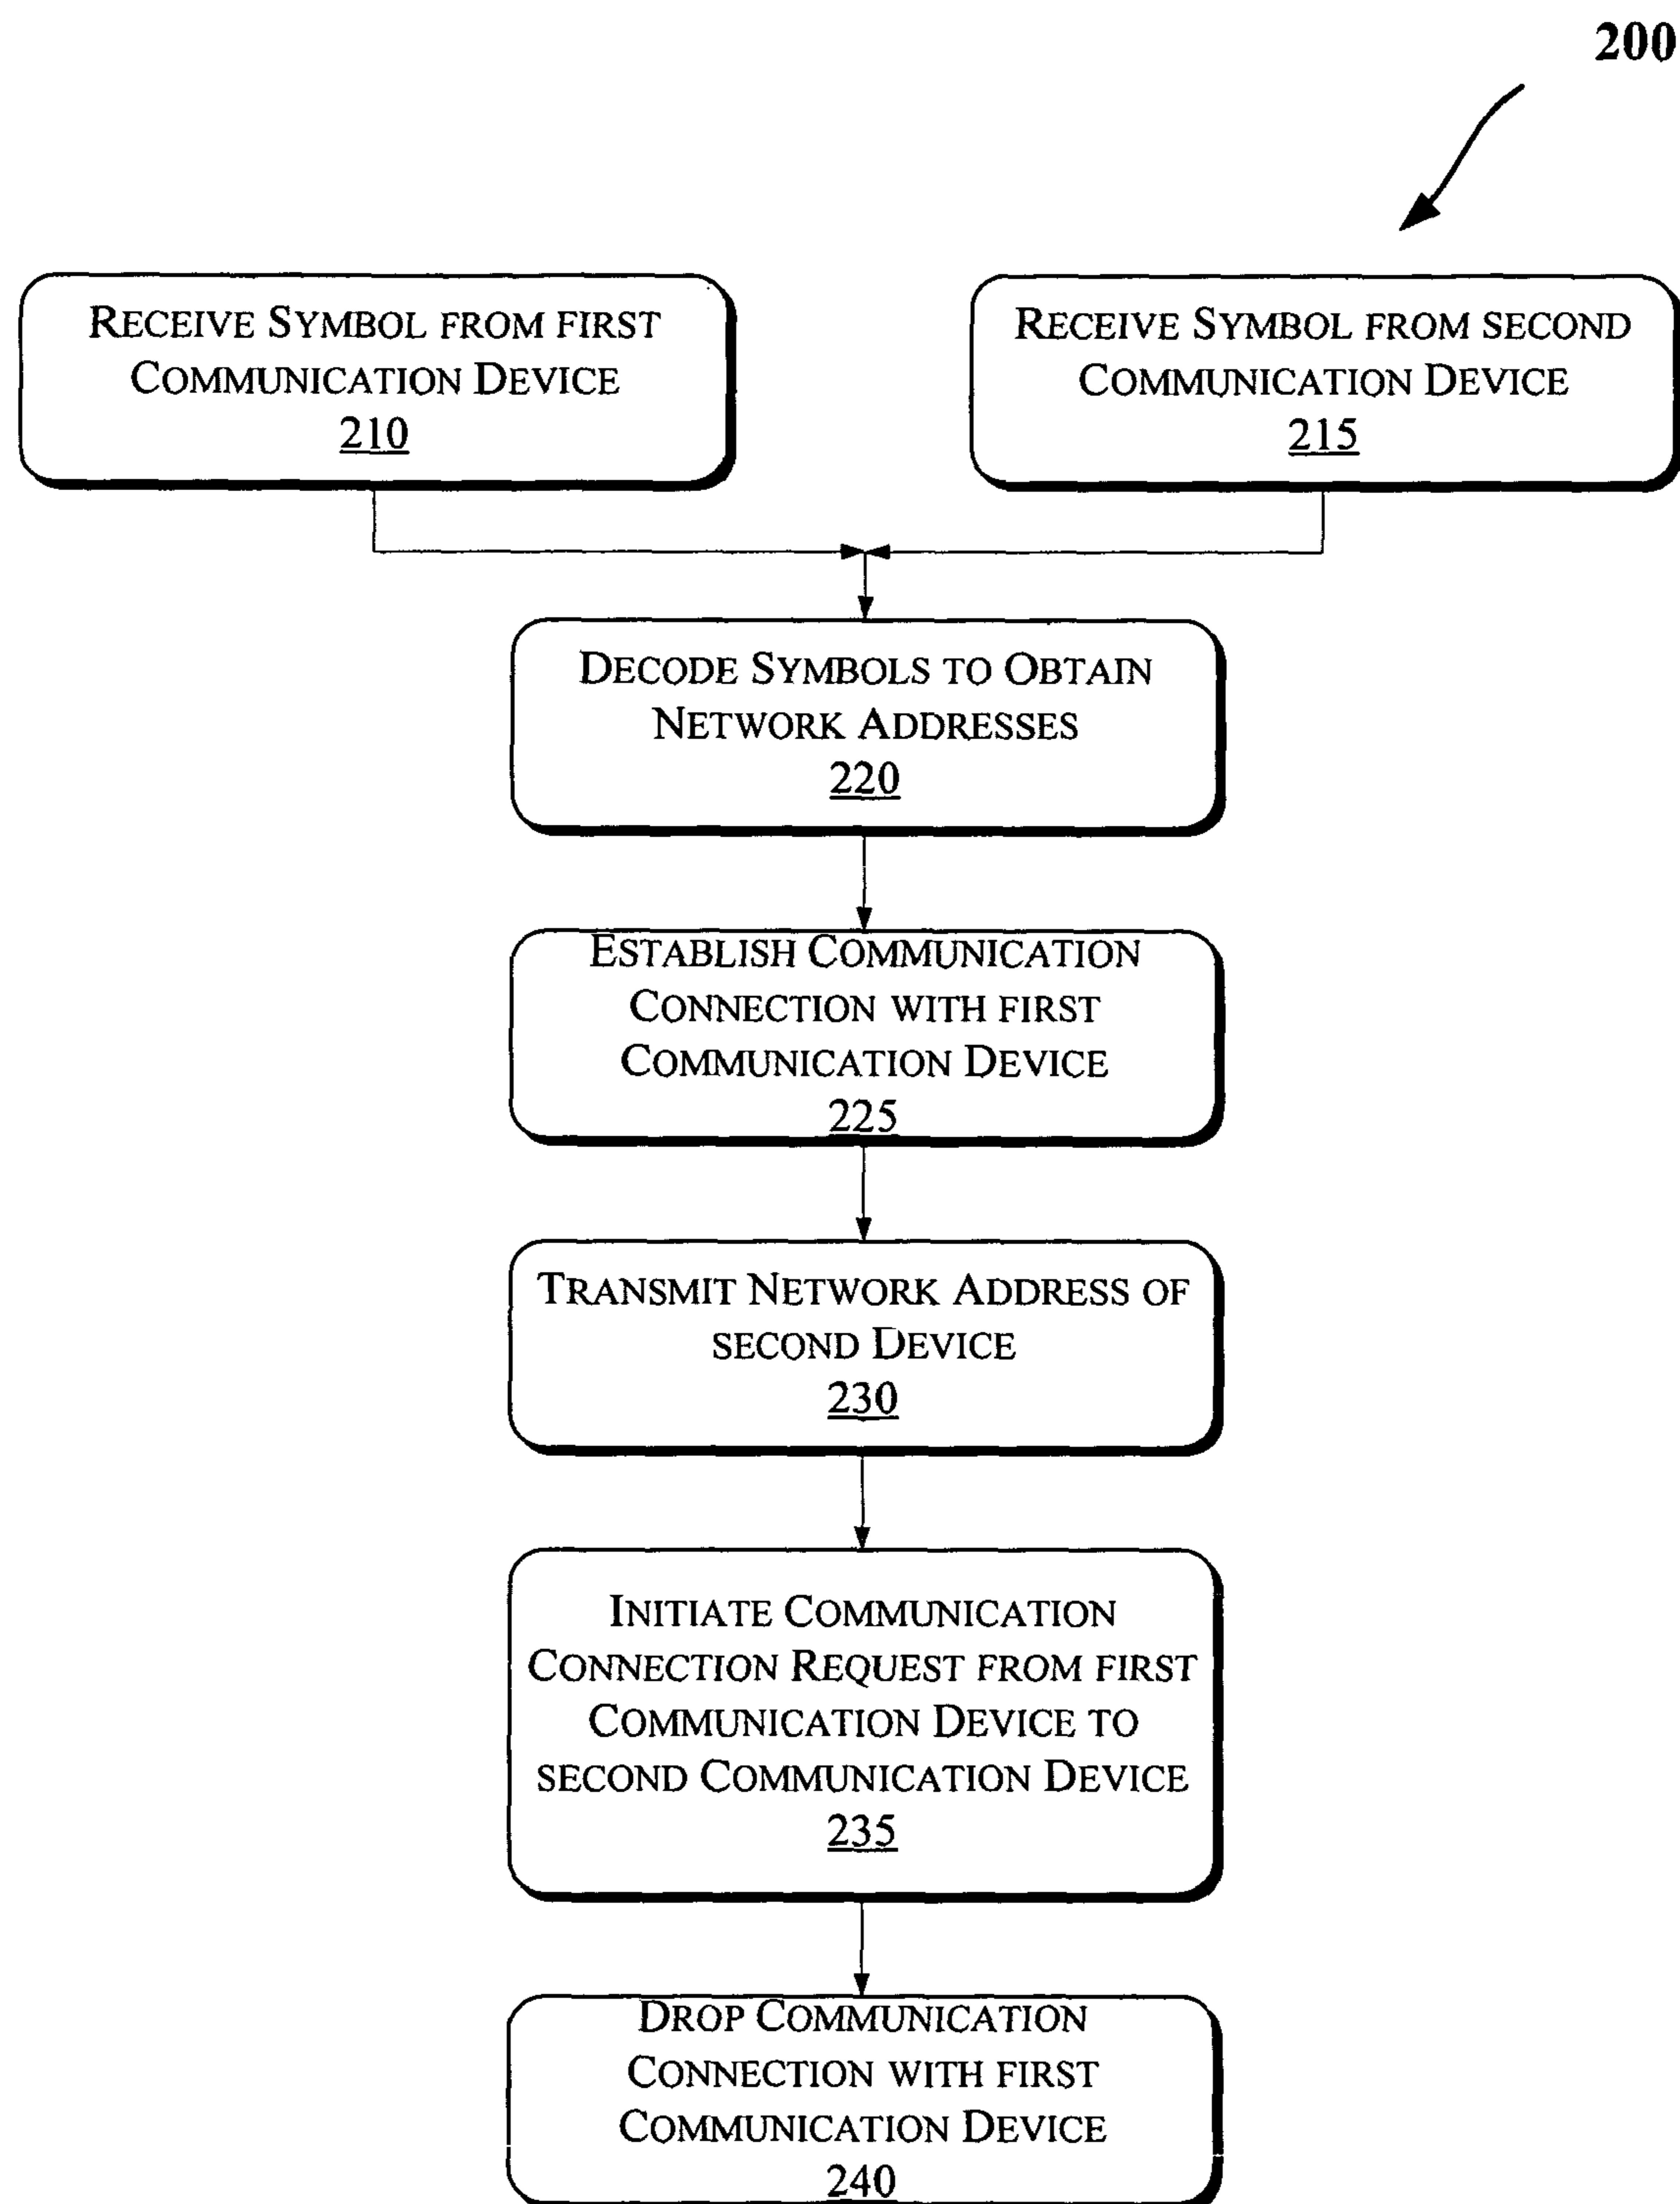 200
RECEIVE SYMBOL FROM FIRST
COMMUNICATION DEVICE
210
RECEIVE SYMBOL FROM SECOND
COMMUNICATION DEVICE
215
DECODE SYMBOLS TO OBTAIN
NETWORK ADDRESSES
220
ESTABLISH COMMUNICATION
CONNECTION WITH FIRST
COMMUNICATION DEVICE
225
TRANSMIT NETWORK ADDRESS OF
SECOND DEVICE
230
INITIATE COMMUNICATION
CONNECTION REQUEST FROM FIRST
COMMUNICATION DEVICE TO
SECOND COMMUNICATION DEVICE
235
DROP COMMUNICATION
CONNECTION WITH FIRST
COMMUNICATION DEVICE
240